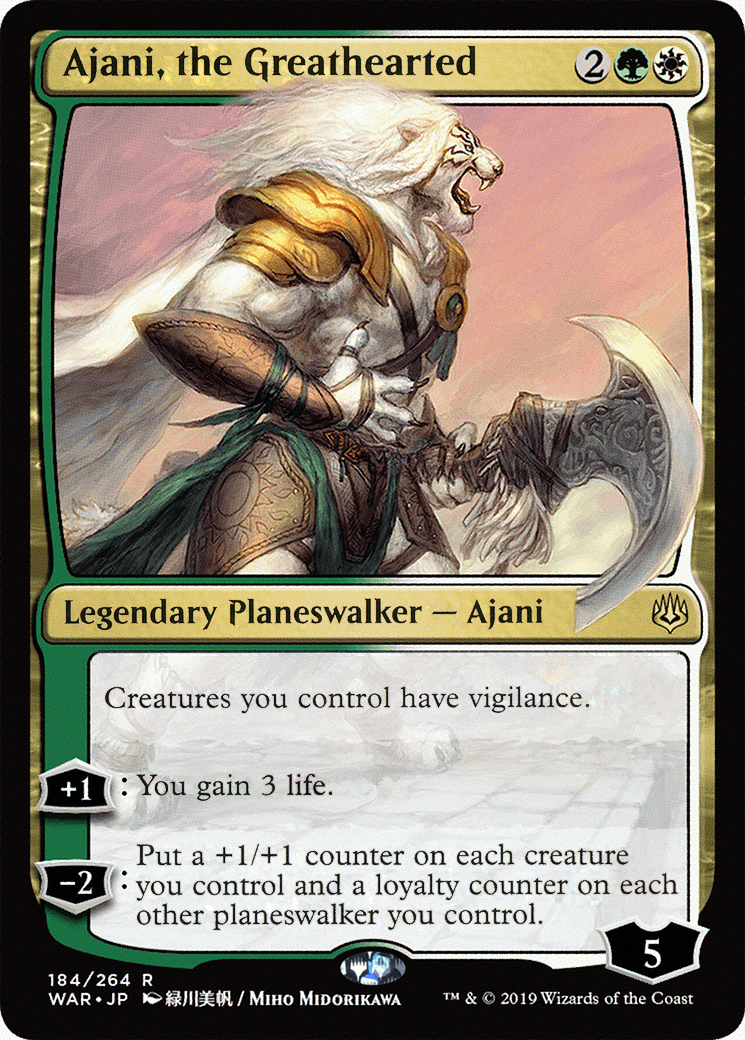 Ajani, the Greathearted 2
Legendary Planeswalker — Ajani
Creatures you control have vigilance.
+1 : You gain 3 life.
Put a +1/+1 counter on each creature
-2 : you control and a loyalty counter on each
other planeswalker you control.
5
184/264 R
WAR • JP 緑川美帆 / Miho Midorikawa ™ & © 2019 Wizards of the Coast